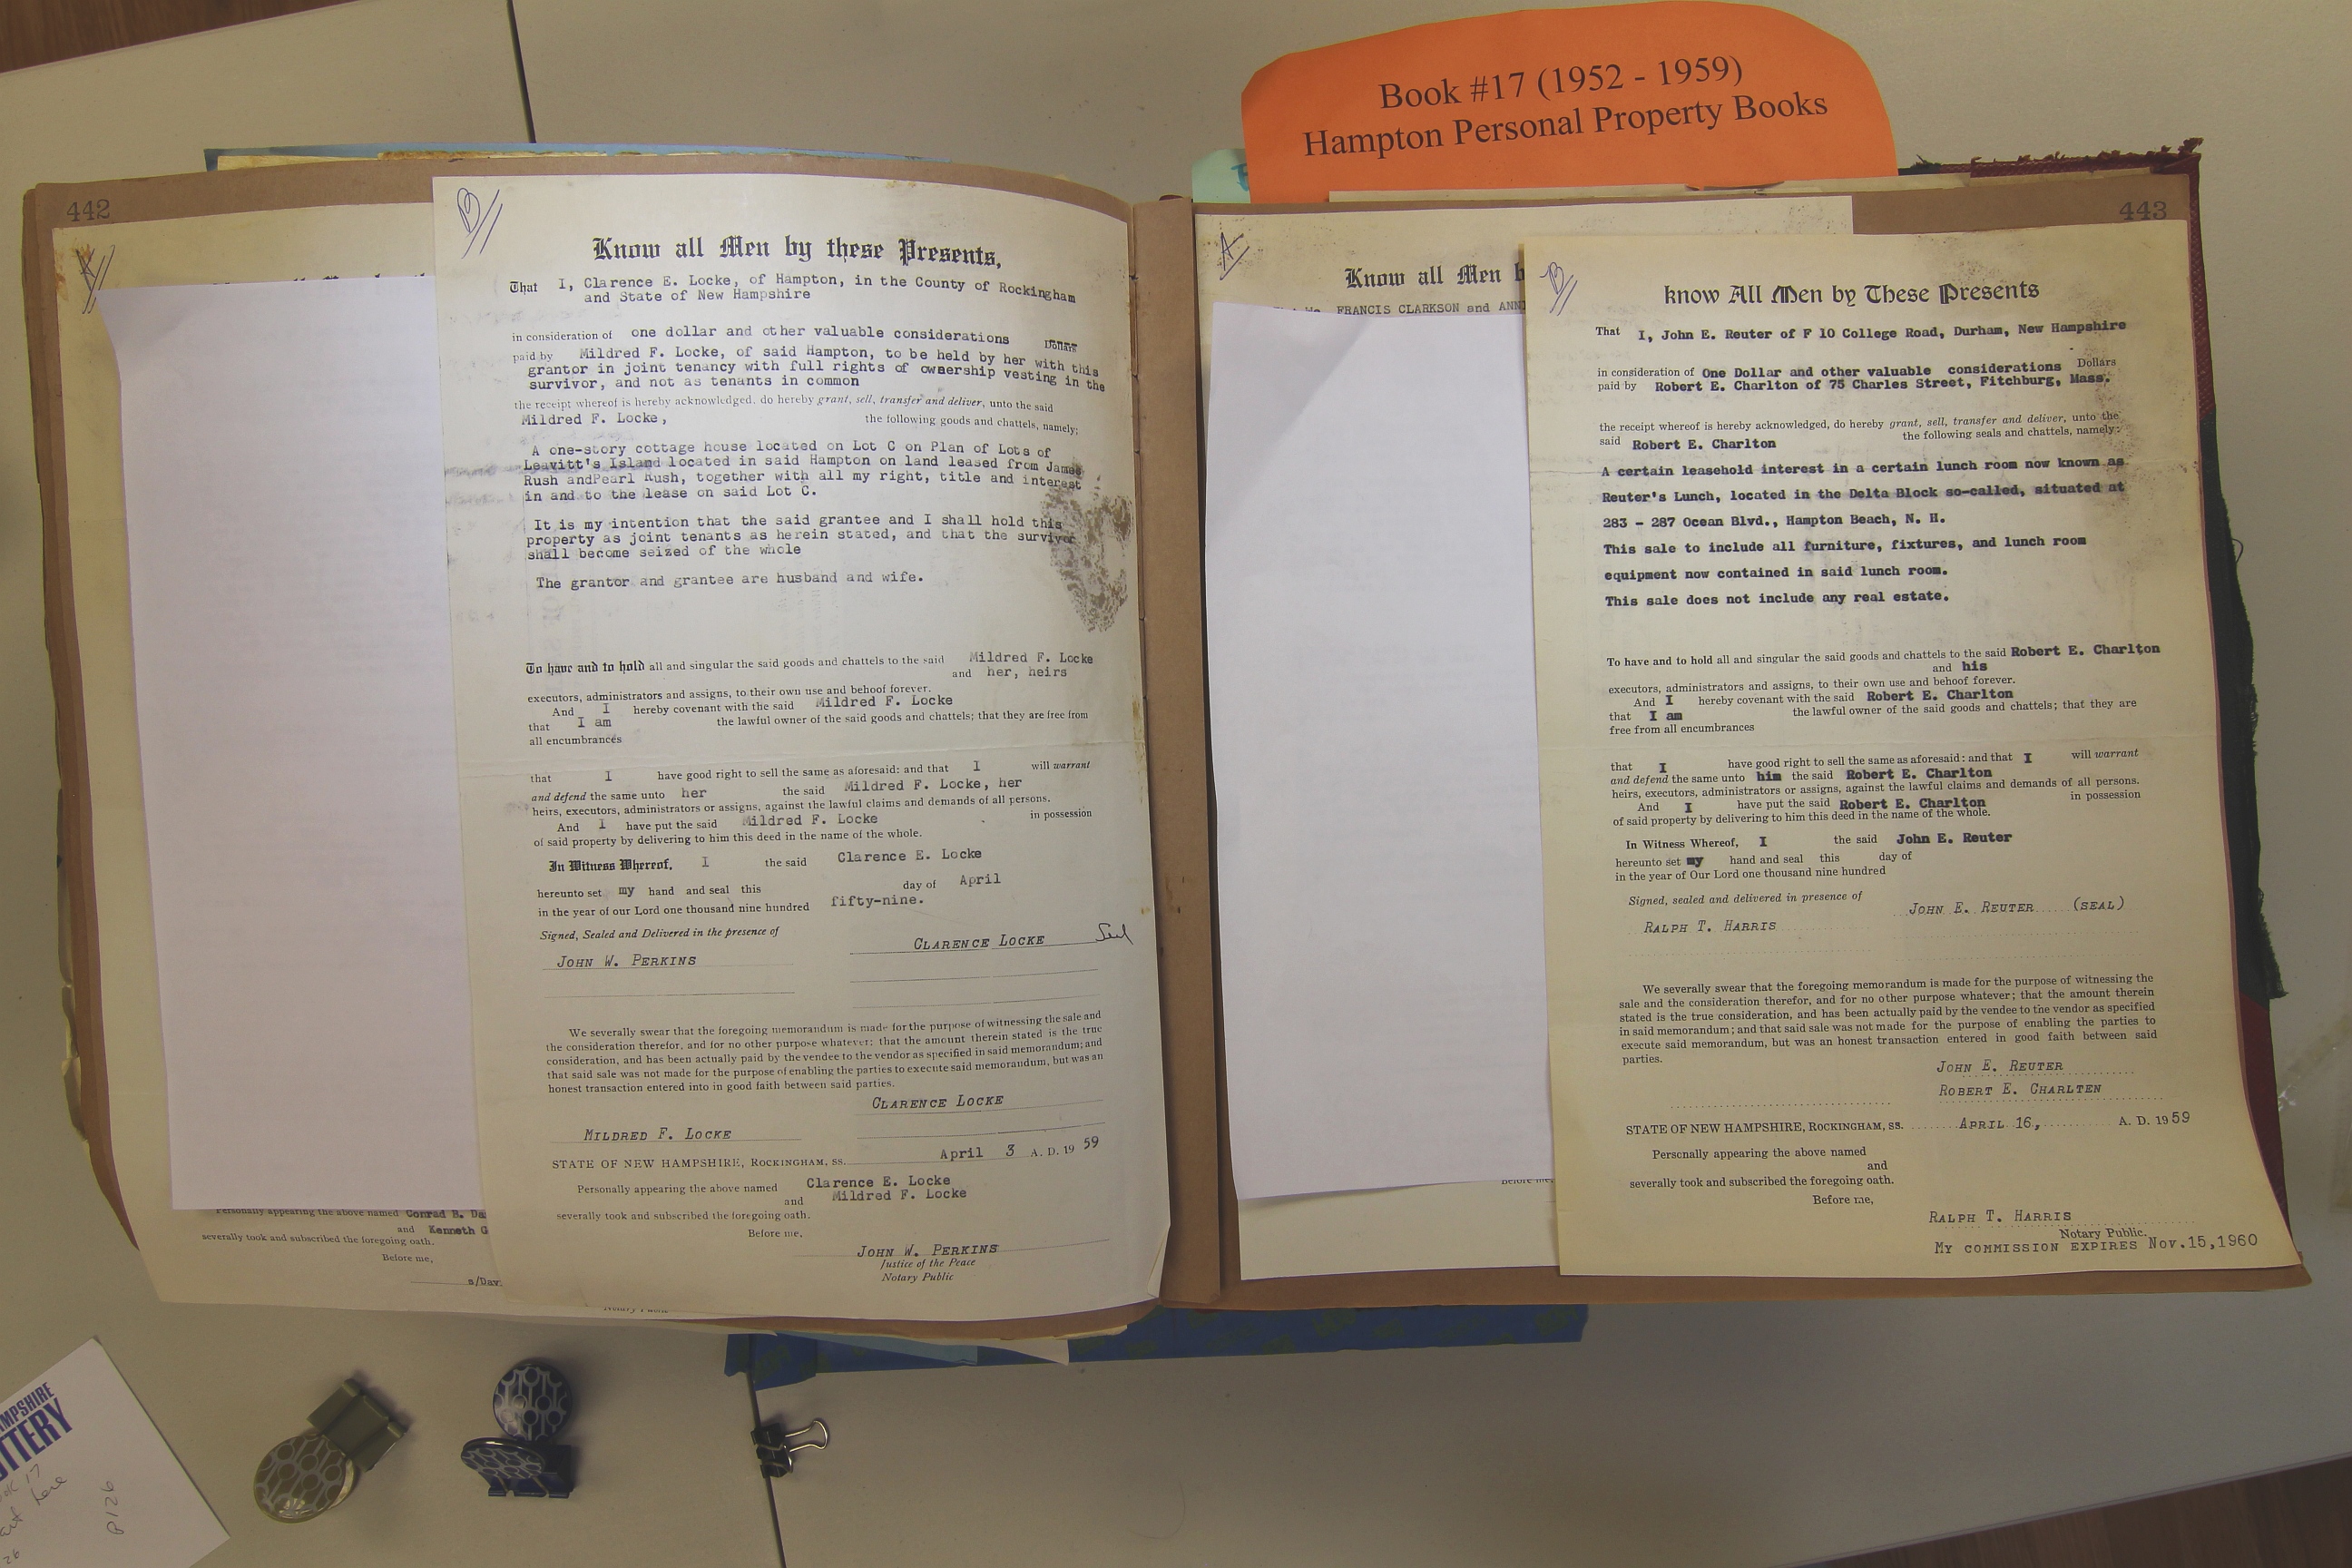 Book #17 (1952 - 1959)
Hampton Personal Property Books
442
A//
B//
Know all Men by these Presents,
That I, Clarence E. Locke, of Hampton, in the County of Rockingham
and State of New Hampshire
in consideration of one dollar and other valuable considerations Dollars
paid by Mildred F. Locke, of said Hampton, to be held by her with this
grantor in joint tenancy with full rights of ownership vesting in the
survivor, and not as tenants in common
the receipt whereof is hereby acknowledged, do hereby grant, sell, transfer and deliver, unto the said
Mildred F. Locke, the following goods and chattels, namely;
A one-story cottage house located on Lot C on Plan of Lots of
Leavitt's Island located in said Hampton on land leased from James
Rush andPearl Rush, together with all my right, title and interest
in and to the lease on said Lot C.
It is my intention that the said grantee and I shall hold this
property as joint tenants as herein stated, and that the survivor
shall become seized of the whole
The grantor and grantee are husband and wife.
To have and to hold all and singular the said goods and chattels to the said Mildred F. Locke
and her, heirs
executors, administrators and assigns, to their own use and behoof forever.
And I hereby covenant with the said Mildred F. Locke
that I am the lawful owner of the said goods and chattels; that they are free from
all encumbrances
that I have good right to sell the same as aforesaid: and that I will warrant
and defend the same unto her the said Mildred F. Locke, her
heirs, executors, administrators or assigns, against the lawful claims and demands of all persons.
And I have put the said Mildred F. Locke in possession
of said property by delivering to him this deed in the name of the whole.
In Witness Whereof, I the said Clarence E. Locke
hereunto set my hand and seal this day of April
in the year of our Lord one thousand nine hundred fifty-nine.
Signed, Sealed and Delivered in the presence of
CLARENCE LOCKE Seal
JOHN W. PERKINS
We severally swear that the foregoing memorandum is made for the purpose of witnessing the sale and
the consideration therefor, and for no other purpose whatever: that the amount therein stated is the true
consideration, and has been actually paid by the vendee to the vendor as specified in said memorandum; and
that said sale was not made for the purpose of enabling the parties to execute said memorandum, but was an
honest transaction entered into in good faith between said parties.
CLARENCE LOCKE
MILDRED F. LOCKE
STATE OF NEW HAMPSHIRE, ROCKINGHAM, SS. April 3 A. D. 19 59
Personally appearing the above named Clarence E. Locke
and Mildred F. Locke
severally took and subscribed the foregoing oath.
Before me,
JOHN W. PERKINS
Justice of the Peace
Notary Public
Personally appearing the above named Conrad B. Da
and Kenneth G
severally took and subscribed the foregoing oath.
Before me,
s/Dav
Notary Public
443
A//
Know all Men b
FRANCIS CLARKSON and ANN
Before me,
B//
Know All Men by These Presents
That I, John E. Reuter of F 10 College Road, Durham, New Hampshire
in consideration of One Dollar and other valuable considerations Dollars
paid by Robert E. Charlton of 75 Charles Street, Fitchburg, Mass.
the receipt whereof is hereby acknowledged, do hereby grant, sell, transfer and deliver, unto the
said Robert E. Charlton the following seals and chattels, namely:
A certain leasehold interest in a certain lunch room now known as
Reuter's Lunch, located in the Delta Block so-called, situated at
283 - 287 Ocean Blvd., Hampton Beach, N. H.
This sale to include all furniture, fixtures, and lunch room
equipment now contained in said lunch room.
This sale does not include any real estate.
To have and to hold all and singular the said goods and chattels to the said Robert E. Charlton
and his
executors, administrators and assigns, to their own use and behoof forever.
And I hereby covenant with the said Robert E. Charlton
that I am the lawful owner of the said goods and chattels; that they are
free from all encumbrances
that I have good right to sell the same as aforesaid: and that I will warrant
and defend the same unto him the said Robert E. Charlton
heirs, executors, administrators or assigns, against the lawful claims and demands of all persons.
And I have put the said Robert E. Charlton in possession
of said property by delivering to him this deed in the name of the whole.
In Witness Whereof, I the said John E. Reuter
hereunto set my hand and seal this day of
in the year of Our Lord one thousand nine hundred
Signed, sealed and delivered in presence of
JOHN E. REUTER (SEAL)
RALPH T. HARRIS
We severally swear that the foregoing memorandum is made for the purpose of witnessing the
sale and the consideration therefor, and for no other purpose whatever; that the amount therein
stated is the true consideration, and has been actually paid by the vendee to the vendor as specified
in said memorandum; and that said sale was not made for the purpose of enabling the parties to
execute said memorandum, but was an honest transaction entered in good faith between said
parties.
JOHN E. REUTER
ROBERT E. CHARLTEN
STATE OF NEW HAMPSHIRE, ROCKINGHAM, SS. APRIL 16, A. D. 19 59
Personally appearing the above named
and
severally took and subscribed the foregoing oath.
Before me,
RALPH T. HARRIS
Notary Public.
MY COMMISSION EXPIRES Nov.15,1960
AMPSHIRE
TTERY
17
here
P126
26